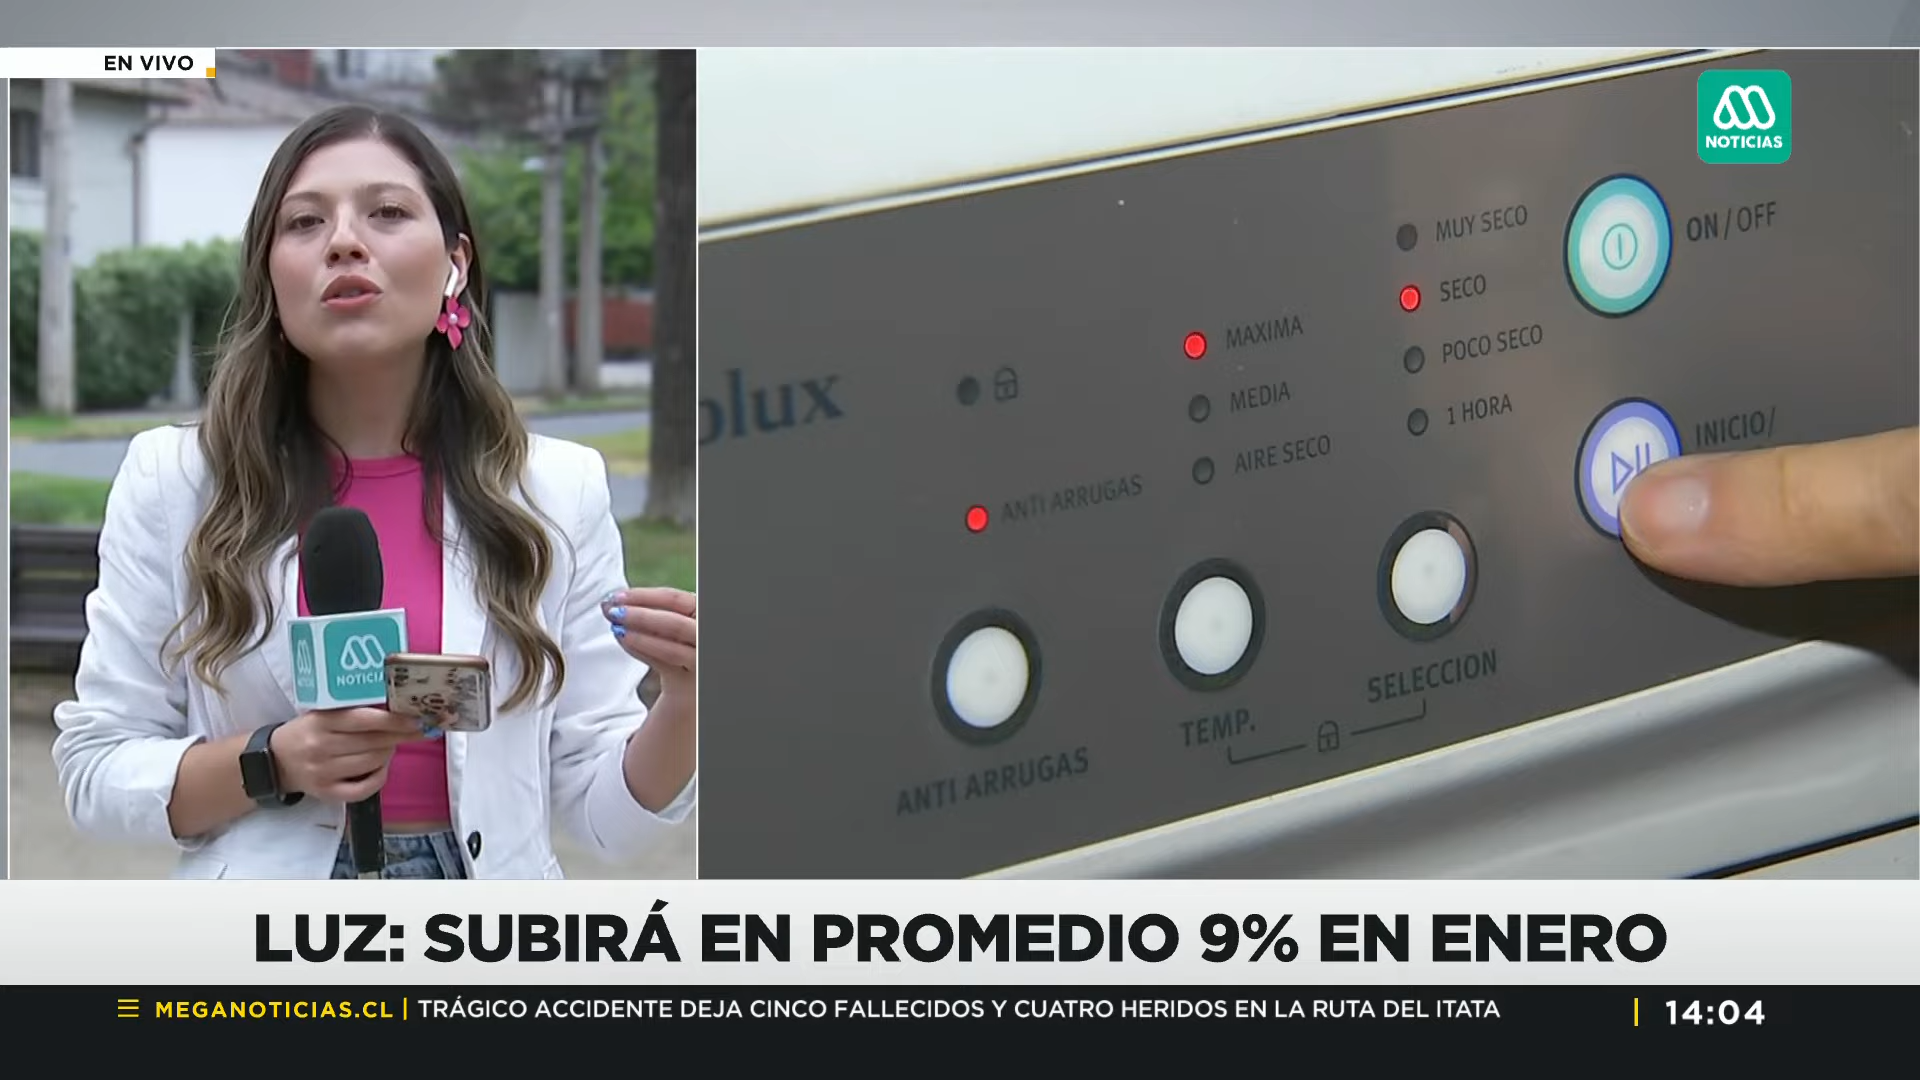 EN VIVO
NOTICIAS
MUY SECO
ON / OFF
SECO
MAXIMA
POCO SECO
olux
MEDIA
1 HORA
INICIO/
AIRE SECO
ANTI ARRUGAS
SELECCION
TEMP.
ANTI ARRUGAS
NOTICIA
LUZ: SUBIRÁ EN PROMEDIO 9% EN ENERO
MEGANOTICIAS.CL | TRÁGICO ACCIDENTE DEJA CINCO FALLECIDOS Y CUATRO HERIDOS EN LA RUTA DEL ITATA | 14:04